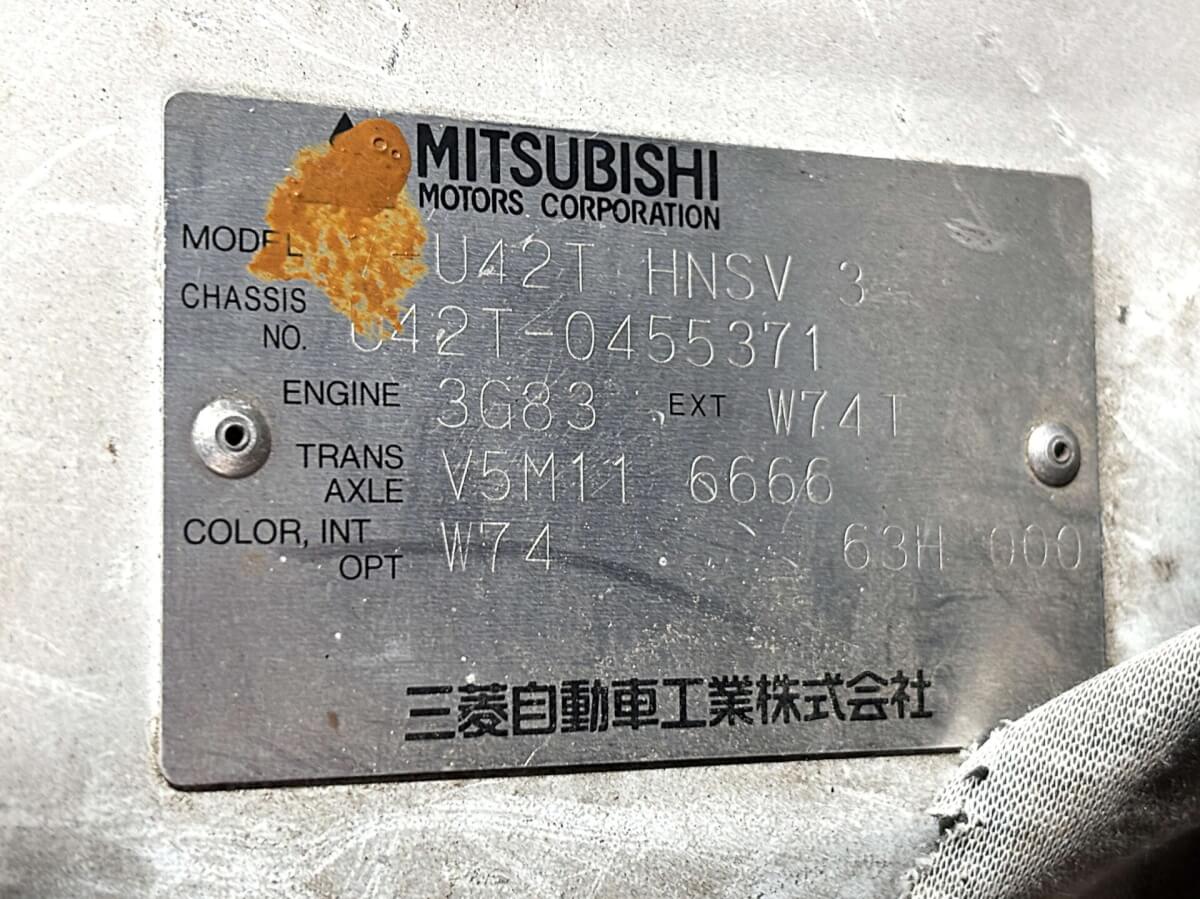 MITSUBISHI
MOTORS CORPORATION
MODEL -U42T HNSV 3
CHASSIS NO. U42T-0455371
ENGINE 3G83 EXT W74T
TRANS AXLE V5M11 6666
COLOR, INT OPT W74 63H 000
三菱自動車工業株式会社